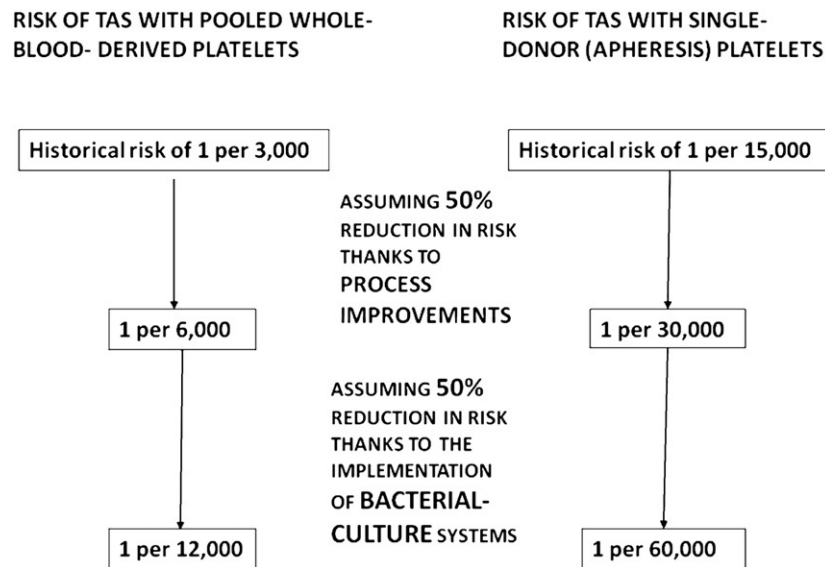 RISK OF TAS WITH POOLED WHOLE-
BLOOD- DERIVED PLATELETS
RISK OF TAS WITH SINGLE-
DONOR (APHERESIS) PLATELETS
Historical risk of 1 per 3,000
Historical risk of 1 per 15,000
ASSUMING 50%
REDUCTION IN RISK
THANKS TO
PROCESS
IMPROVEMENTS
1 per 6,000
1 per 30,000
ASSUMING 50%
REDUCTION IN RISK
THANKS TO THE
IMPLEMENTATION
OF BACTERIAL-
CULTURE SYSTEMS
1 per 12,000
1 per 60,000